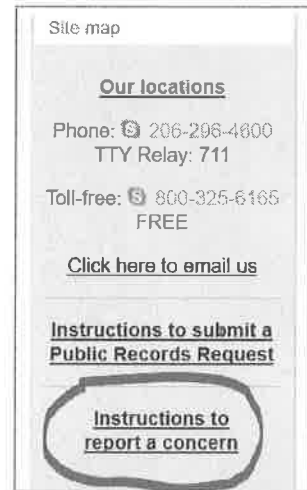 Site map
Our locations
Phone: 206-296-4600
TTY Relay: 711
Toll-free: 800-325-6165
FREE
Click here to email us
Instructions to submit a
Public Records Request
Instructions to
report a concern